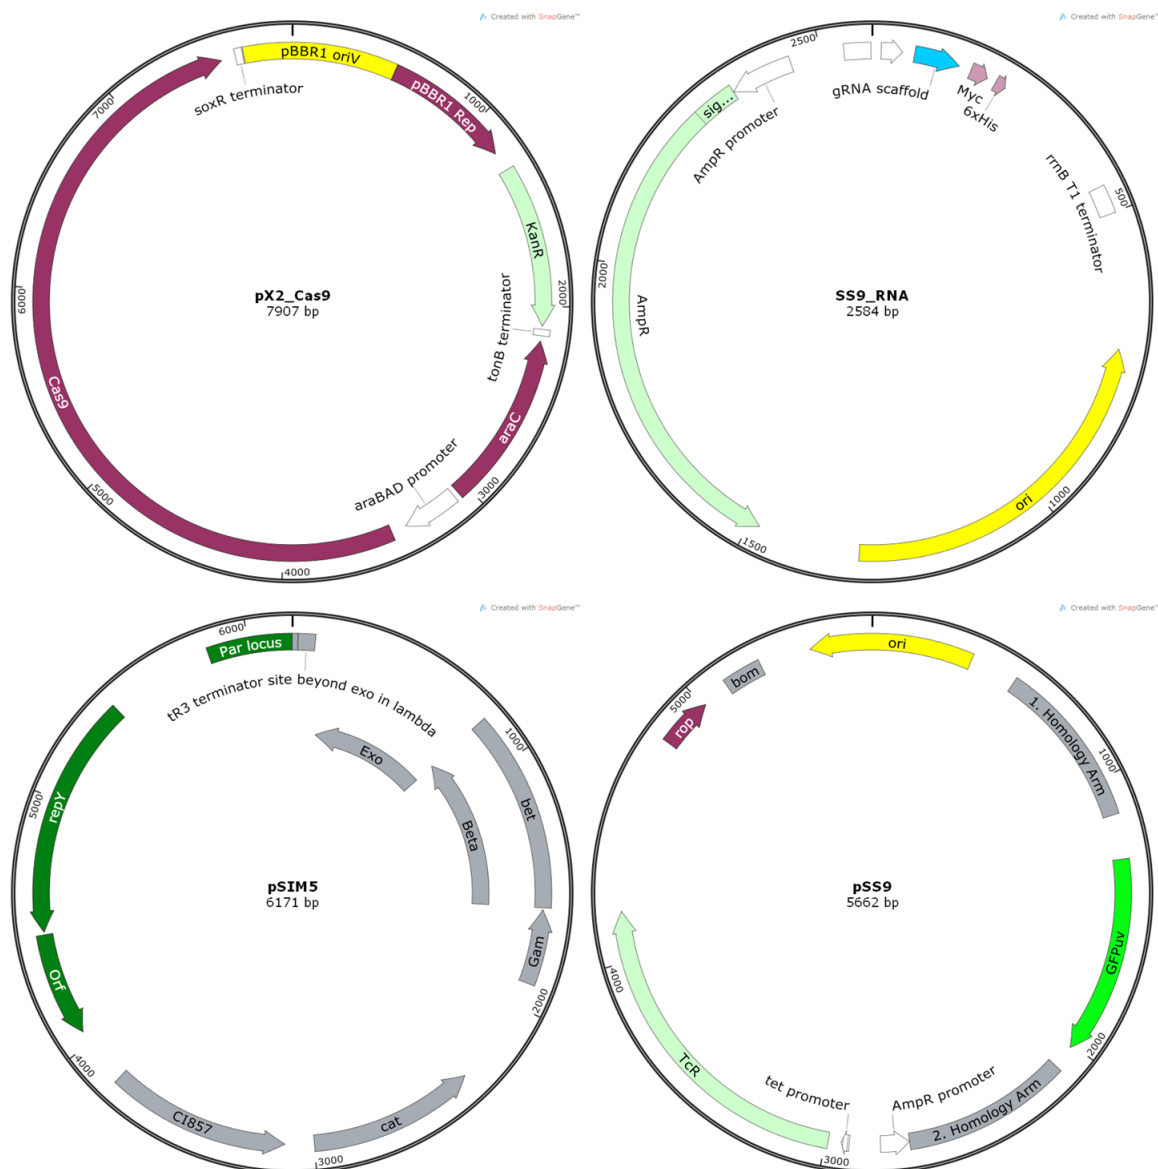 Created with SnapGene™
pBBR1 oriV
pBBR1 Rep
soxR terminator
1000
7000
KanR
pX2_Cas9
7907 bp
2000
tonB terminator
6000
araC
Cas9
araBAD promoter
3000
5000
4000
Created with SnapGene™
2500
gRNA scaffold
Myc
6xHis
sig...
AmpR promoter
rrnB T1 terminator
500
2000
SS9_RNA
2584 bp
AmpR
ori
1000
1500
Created with SnapGene™
6000
Par locus
tR3 terminator site beyond exo in lambda
1000
Exo
bet
5000
repY
Beta
pSIM5
6171 bp
Gam
Orf
2000
4000
CI857
cat
3000
Created with SnapGene™
ori
bom
5000
rop
1. Homology Arm
1000
pSS9
5662 bp
GFPuv
4000
2000
TcR
tet promoter
AmpR promoter
2. Homology Arm
3000